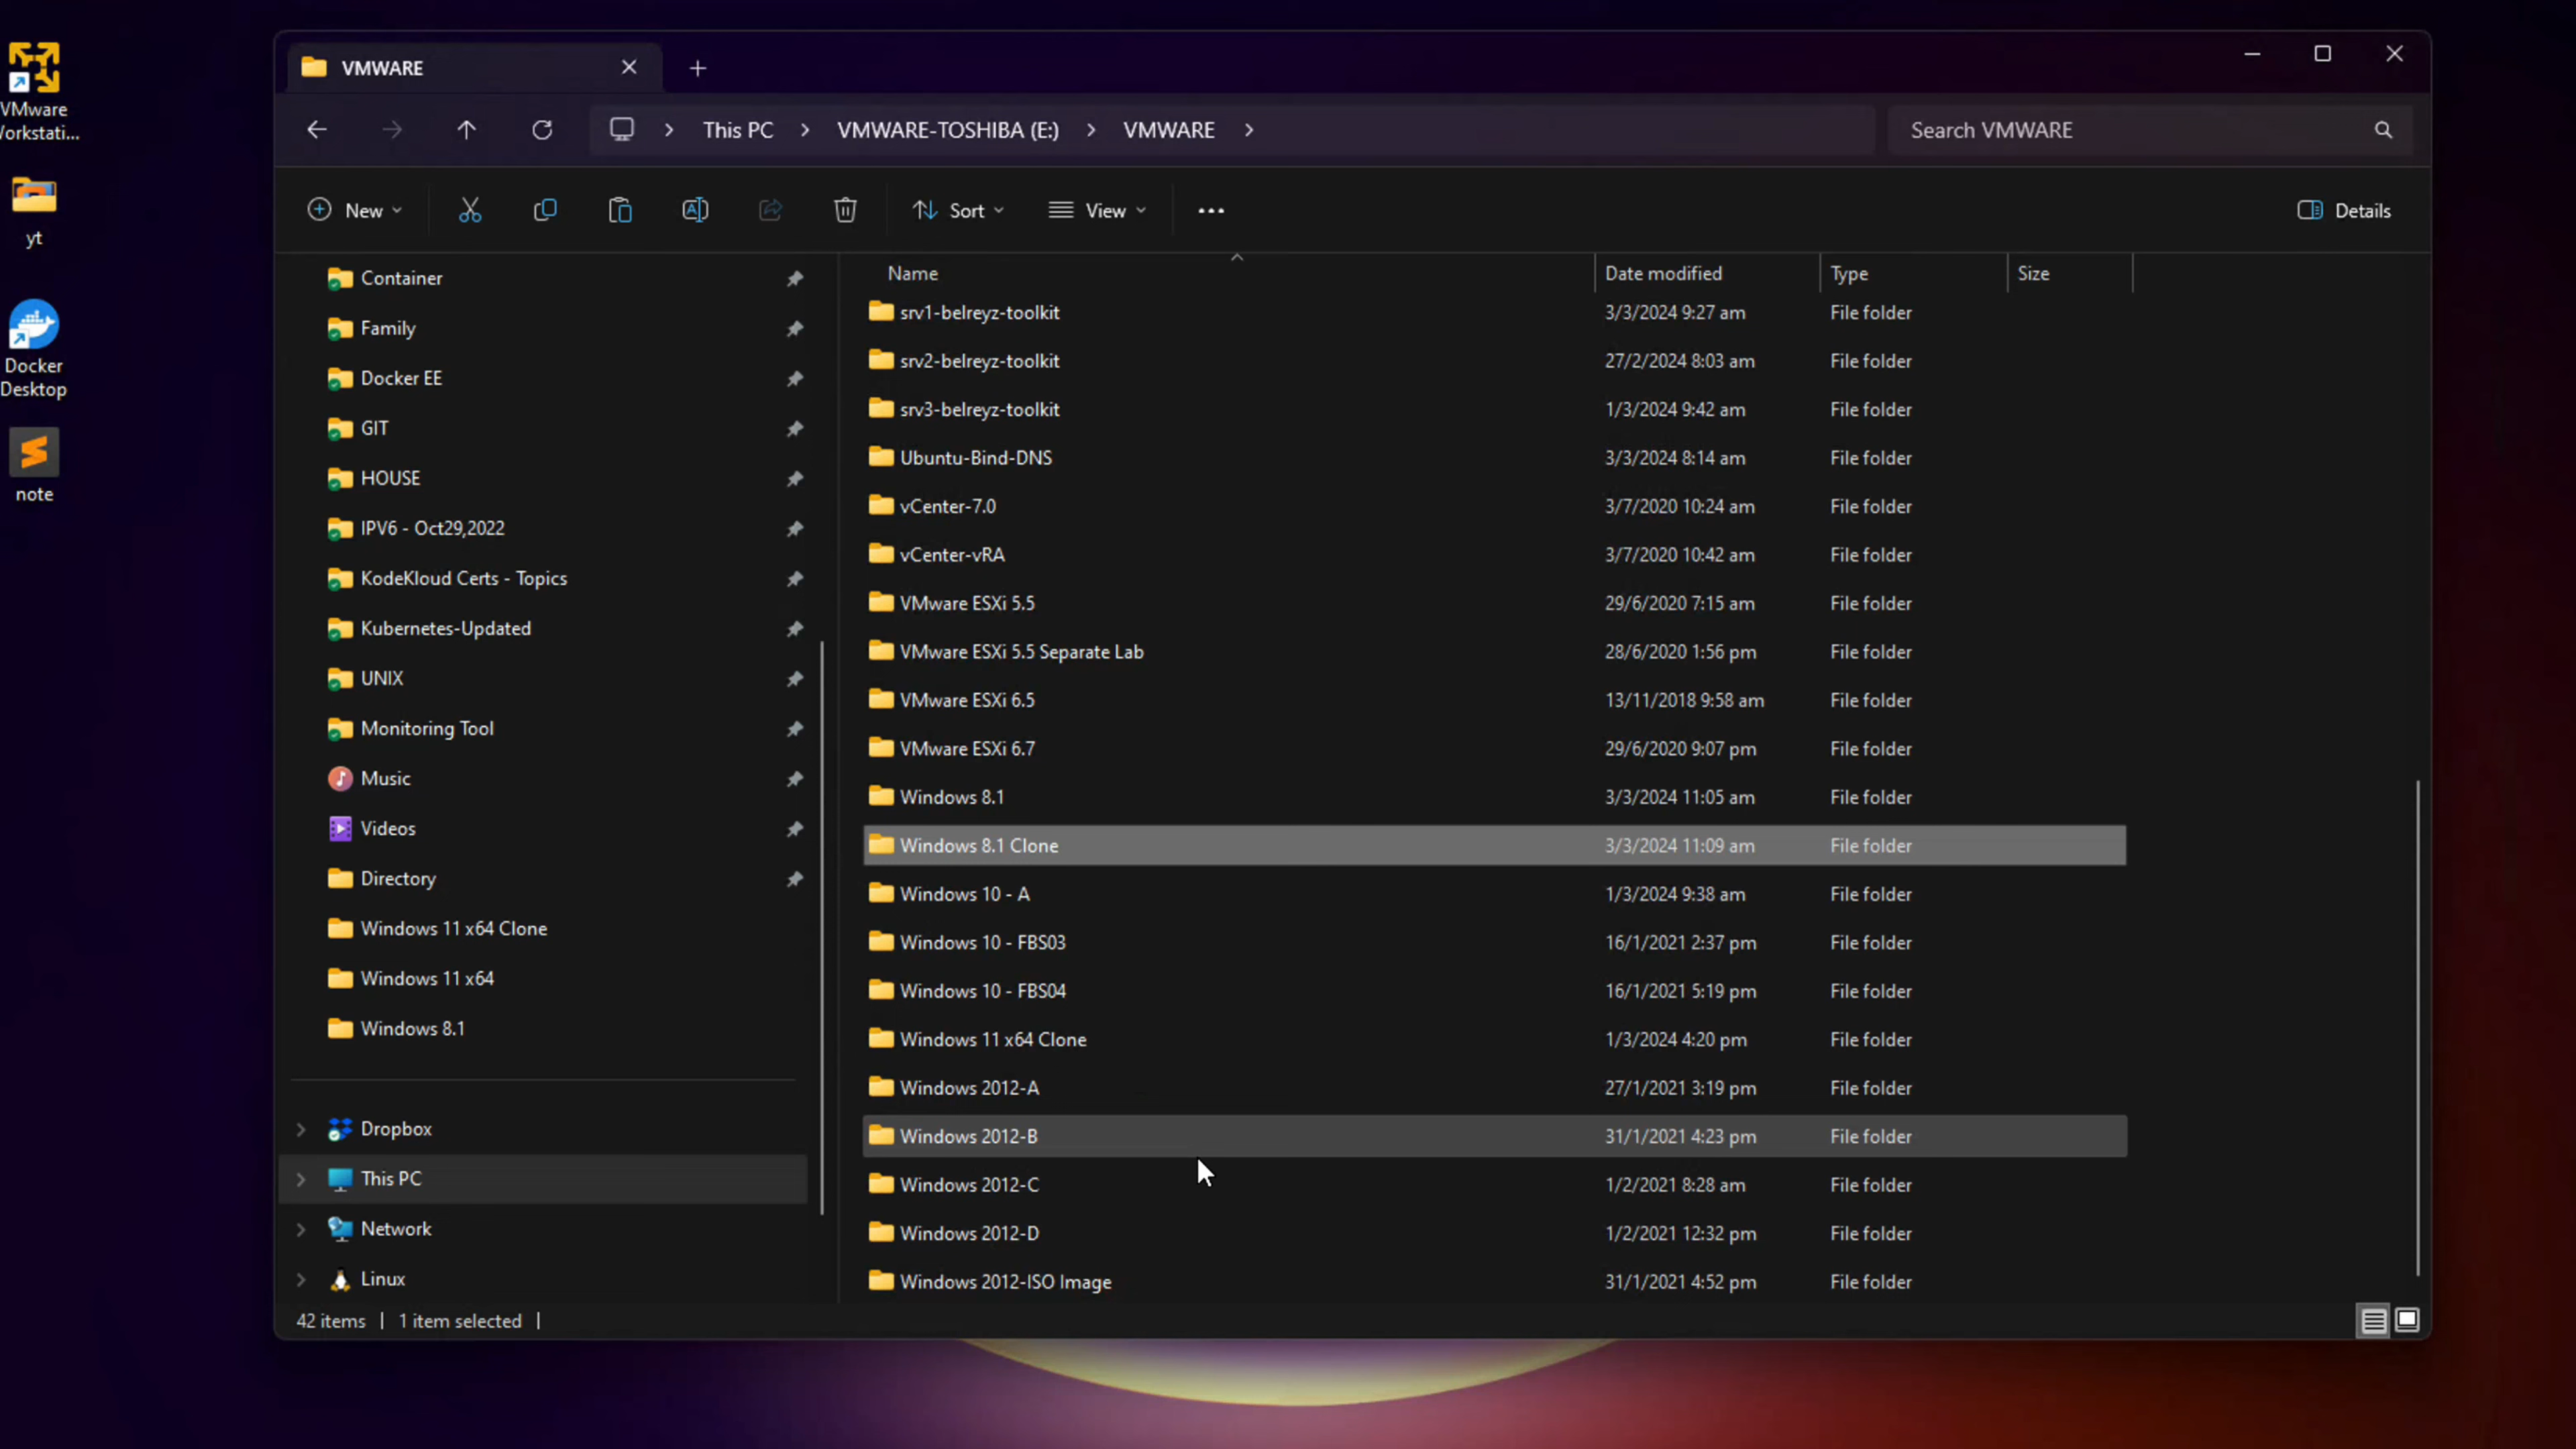 VMware
Workstati...
yt
Docker
Desktop
note
VMWARE
This PC
VMWARE-TOSHIBA (E:)
VMWARE
Search VMWARE
New
Sort
View
Details
Container
Family
Docker EE
GIT
HOUSE
IPV6 - Oct29,2022
KodeKloud Certs - Topics
Kubernetes-Updated
UNIX
Monitoring Tool
Music
Videos
Directory
Windows 11 x64 Clone
Windows 11 x64
Windows 8.1
Dropbox
This PC
Network
Linux
Name Date modified Type Size
srv1-belreyz-toolkit 3/3/2024 9:27 am File folder
srv2-belreyz-toolkit 27/2/2024 8:03 am File folder
srv3-belreyz-toolkit 1/3/2024 9:42 am File folder
Ubuntu-Bind-DNS 3/3/2024 8:14 am File folder
vCenter-7.0 3/7/2020 10:24 am File folder
vCenter-vRA 3/7/2020 10:42 am File folder
VMware ESXi 5.5 29/6/2020 7:15 am File folder
VMware ESXi 5.5 Separate Lab 28/6/2020 1:56 pm File folder
VMware ESXi 6.5 13/11/2018 9:58 am File folder
VMware ESXi 6.7 29/6/2020 9:07 pm File folder
Windows 8.1 3/3/2024 11:05 am File folder
Windows 8.1 Clone 3/3/2024 11:09 am File folder
Windows 10 - A 1/3/2024 9:38 am File folder
Windows 10 - FBS03 16/1/2021 2:37 pm File folder
Windows 10 - FBS04 16/1/2021 5:19 pm File folder
Windows 11 x64 Clone 1/3/2024 4:20 pm File folder
Windows 2012-A 27/1/2021 3:19 pm File folder
Windows 2012-B 31/1/2021 4:23 pm File folder
Windows 2012-C 1/2/2021 8:28 am File folder
Windows 2012-D 1/2/2021 12:32 pm File folder
Windows 2012-ISO Image 31/1/2021 4:52 pm File folder
42 items
1 item selected